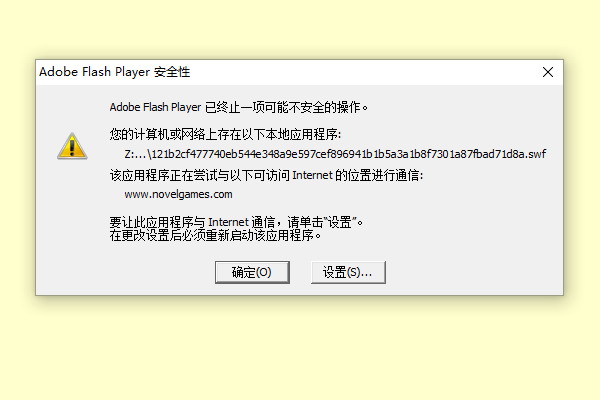 Adobe Flash Player 安全性
Adobe Flash Player 已终止一项可能不安全的操作。
您的计算机或网络上存在以下本地应用程序:
Z:...\121b2cf477740eb544e348a9e597cef896941b1b5a3a1b8f7301a87fbad71d8a.swf
该应用程序正在尝试与以下可访问 Internet 的位置进行通信:
www.novelgames.com
要让此应用程序与 Internet 通信，请单击“设置”。
在更改设置后必须重新启动该应用程序。
确定(O) 设置(S)...